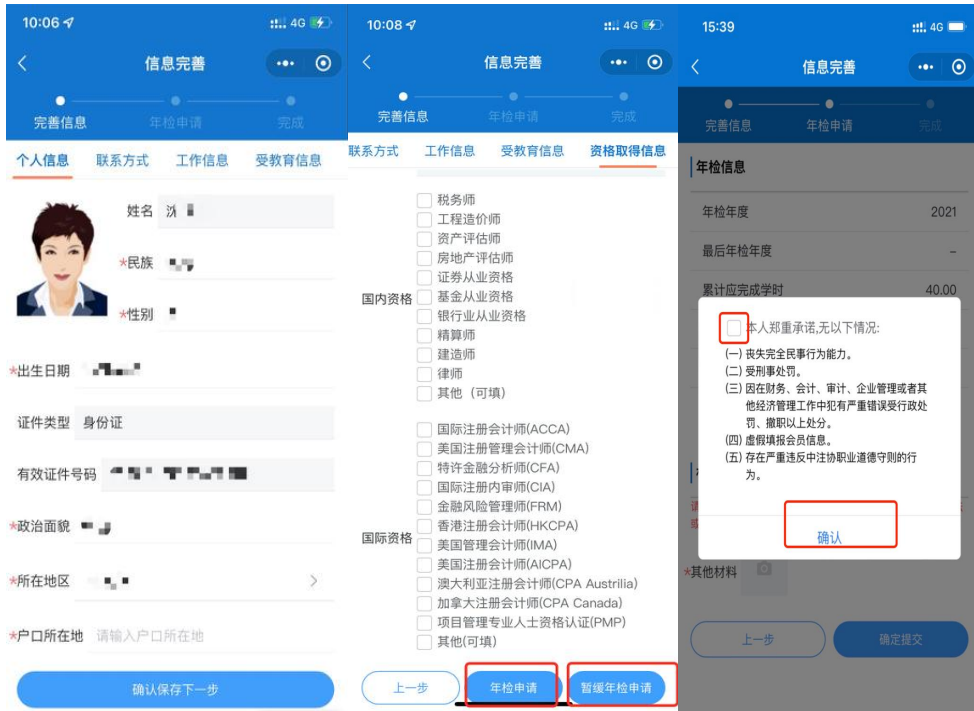 10:06
4G
信息完善
完善信息
年检申请
完成
个人信息 联系方式 工作信息 受教育信息
姓名
*民族
*性别
*出生日期
证件类型 身份证
有效证件号码
*政治面貌
*所在地区
*户口所在地 请输入户口所在地
确认保存下一步
10:08
4G
信息完善
完善信息
年检申请
完成
联系方式 工作信息 受教育信息 资格取得信息
国内资格
税务师
工程造价师
资产评估师
房地产评估师
证券从业资格
基金从业资格
银行业从业资格
精算师
建造师
律师
其他（可填）
国际资格
国际注册会计师(ACCA)
美国注册管理会计师(CMA)
特许金融分析师(CFA)
国际注册内审师(CIA)
金融风险管理师(FRM)
香港注册会计师(HKCPA)
美国管理会计师(IMA)
美国注册会计师(AICPA)
澳大利亚注册会计师(CPA Austrilia)
加拿大注册会计师(CPA Canada)
项目管理专业人士资格认证(PMP)
其他(可填)
上一步
年检申请
暂缓年检申请
15:39
4G
信息完善
完善信息
年检申请
完成
年检信息
年检年度 2021
最后年检年度 –
累计应完成学时 40.00
本人郑重承诺,无以下情况:
(一) 丧失完全民事行为能力。
(二) 受刑事处罚。
(三) 因在财务、会计、审计、企业管理或者其
他经济管理工作中犯有严重错误受行政处
罚、撤职以上处分。
(四) 虚假填报会员信息。
(五) 存在严重违反中注协职业道德守则的行
为。
确认
*其他材料
上一步
确定提交